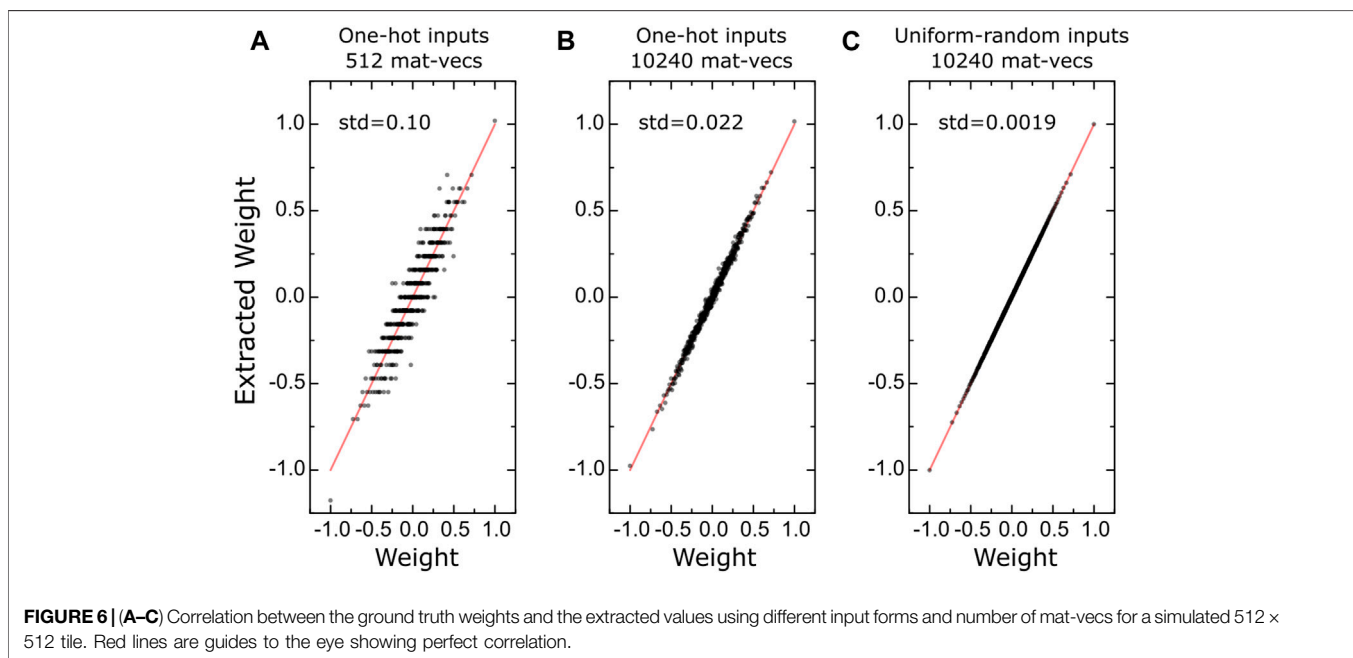 A
One-hot inputs
512 mat-vecs
std=0.10
1.0
0.5
0.0
-0.5
-1.0
Extracted Weight
-1.0 -0.5 0.0 0.5 1.0
Weight
B
One-hot inputs
10240 mat-vecs
std=0.022
1.0
0.5
0.0
-0.5
-1.0
-1.0 -0.5 0.0 0.5 1.0
Weight
C
Uniform-random inputs
10240 mat-vecs
std=0.0019
1.0
0.5
0.0
-0.5
-1.0
-1.0 -0.5 0.0 0.5 1.0
Weight
FIGURE 6 | (A–C) Correlation between the ground truth weights and the extracted values using different input forms and number of mat-vecs for a simulated 512 ×
512 tile. Red lines are guides to the eye showing perfect correlation.